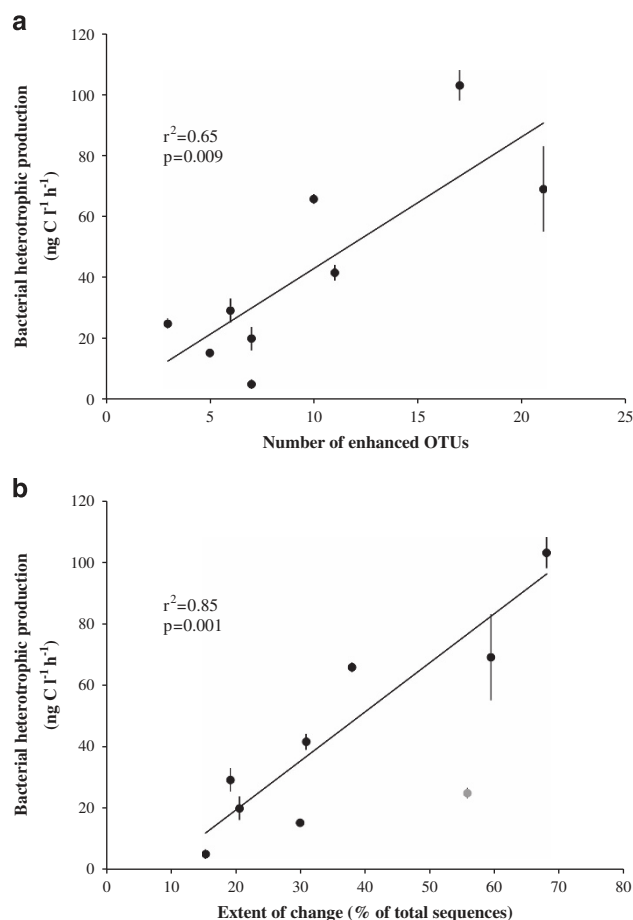 a
Bacterial heterotrophic production
(ng C l⁻¹ h⁻¹)
120
100
80
60
40
20
0
r²=0.65
p=0.009
0 5 10 15 20 25
Number of enhanced OTUs
b
Bacterial heterotrophic production
(ng C l⁻¹ h⁻¹)
120
100
80
60
40
20
0
r²=0.85
p=0.001
10 10 20 30 40 50 60 70 80
Extent of change (% of total sequences)